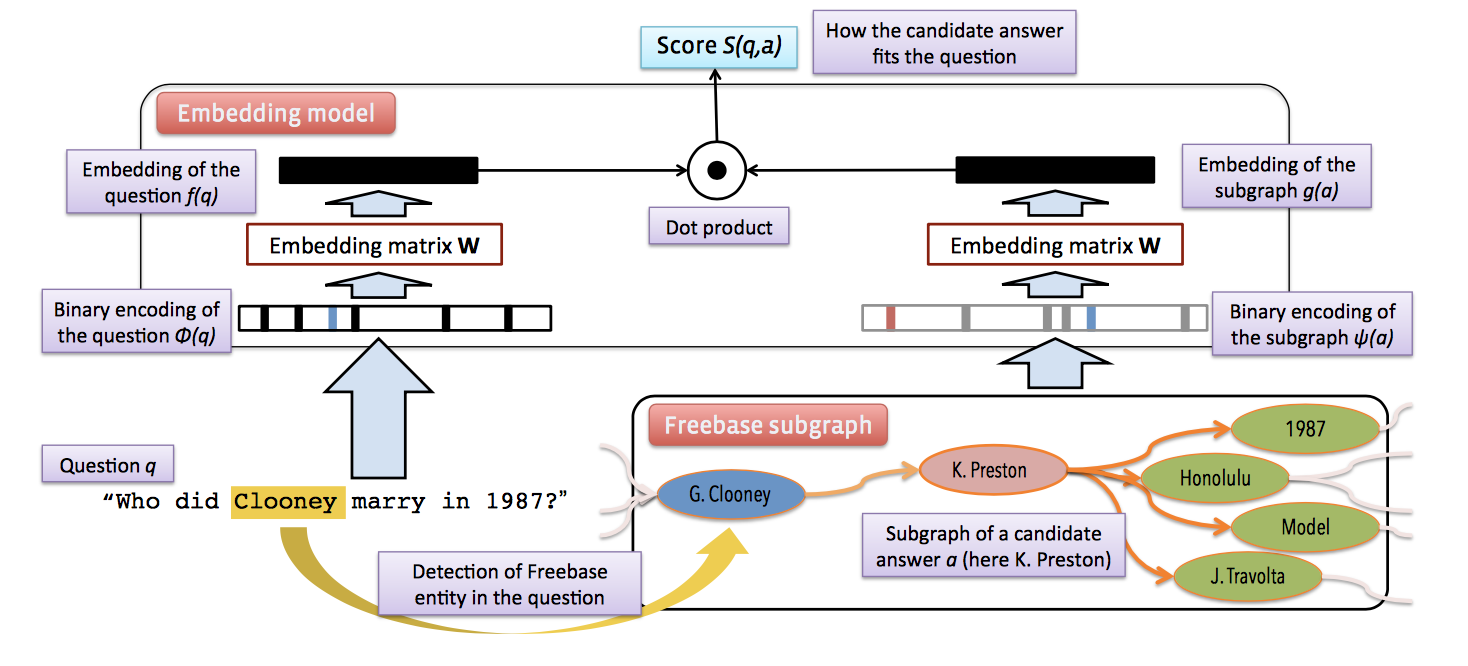 Score S(q,a)
How the candidate answer
fits the question
Embedding model
Embedding of the
question f(q)
Embedding of the
subgraph g(a)
Dot product
Embedding matrix W
Embedding matrix W
Binary encoding of
the question Φ(q)
Binary encoding of
the subgraph ψ(a)
Freebase subgraph
Question q
“Who did Clooney marry in 1987?”
G. Clooney
K. Preston
1987
Honolulu
Model
J. Travolta
Subgraph of a candidate
answer a (here K. Preston)
Detection of Freebase
entity in the question